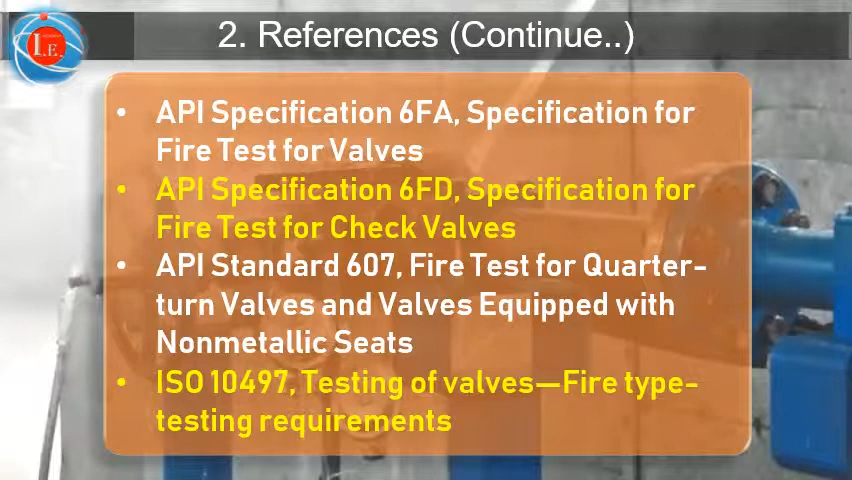 I.E.
2. References (Continue..)
• API Specification 6FA, Specification for
Fire Test for Valves
• API Specification 6FD, Specification for
Fire Test for Check Valves
• API Standard 607, Fire Test for Quarter-
turn Valves and Valves Equipped with
Nonmetallic Seats
• ISO 10497, Testing of valves—Fire type-
testing requirements